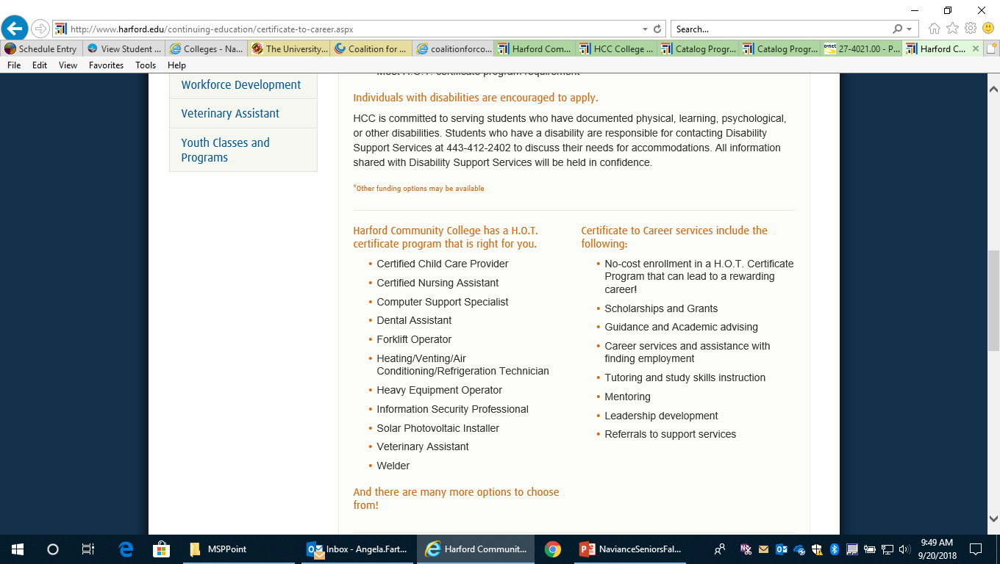 http://www.harford.edu/continuing-education/certificate-to-career.aspx
Search...
Schedule Entry
View Student ...
Colleges - Na...
The University...
Coalition for ...
coalitionforco...
Harford Com...
HCC College ...
Catalog Progr...
Catalog Progr...
27-4021.00 - P...
Harford C...
File Edit View Favorites Tools Help
Meet H.O.T. certificate program requirement
Workforce Development
Veterinary Assistant
Youth Classes and
Programs
Individuals with disabilities are encouraged to apply.
HCC is committed to serving students who have documented physical, learning, psychological,
or other disabilities. Students who have a disability are responsible for contacting Disability
Support Services at 443-412-2402 to discuss their needs for accommodations. All information
shared with Disability Support Services will be held in confidence.
*Other funding options may be available
Harford Community College has a H.O.T.
certificate program that is right for you.
• Certified Child Care Provider
• Certified Nursing Assistant
• Computer Support Specialist
• Dental Assistant
• Forklift Operator
• Heating/Venting/Air
Conditioning/Refrigeration Technician
• Heavy Equipment Operator
• Information Security Professional
• Solar Photovoltaic Installer
• Veterinary Assistant
• Welder
And there are many more options to choose
from!
Certificate to Career services include the
following:
• No-cost enrollment in a H.O.T. Certificate
Program that can lead to a rewarding
career!
• Scholarships and Grants
• Guidance and Academic advising
• Career services and assistance with
finding employment
• Tutoring and study skills instruction
• Mentoring
• Leadership development
• Referrals to support services
MSPPoint
Inbox - Angela.Fart...
Harford Communit...
NavianceSeniorsFal...
9:49 AM
9/20/2018